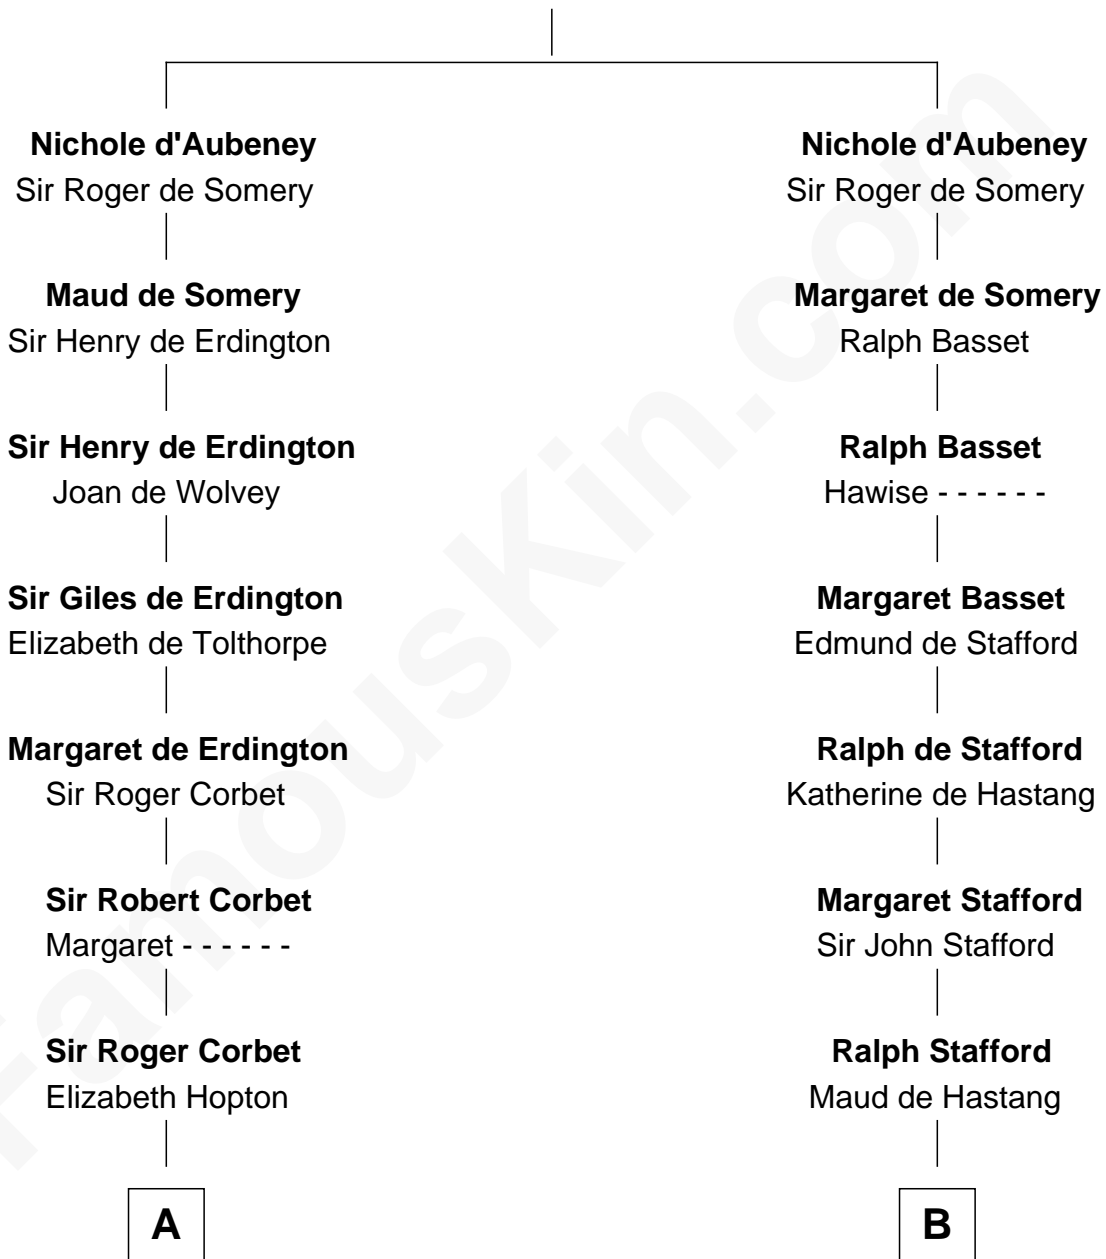 Nichole d'Aubeney
Sir Roger de Somery
Maud de Somery
Sir Henry de Erdington
Sir Henry de Erdington
Joan de Wolvey
Sir Giles de Erdington
Elizabeth de Tolthorpe
Margaret de Erdington
Sir Roger Corbet
Sir Robert Corbet
Margaret - - - - - -
Sir Roger Corbet
Elizabeth Hopton
A
Nichole d'Aubeney
Sir Roger de Somery
Margaret de Somery
Ralph Basset
Ralph Basset
Hawise - - - - - -
Margaret Basset
Edmund de Stafford
Ralph de Stafford
Katherine de Hastang
Margaret Stafford
Sir John Stafford
Ralph Stafford
Maud de Hastang
B
FamousKin.com